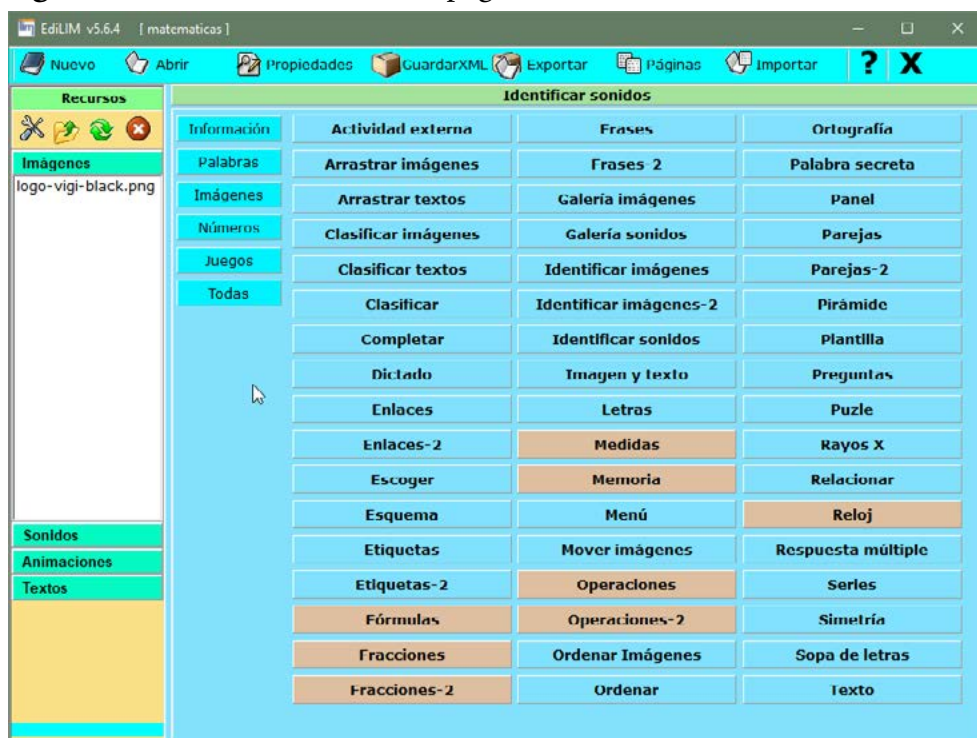 EdiLIM v5.6.4 [ matematicas ]
Nuevo Abrir Propiedades GuardarXML Exportar Páginas Importar ? X
Recursos
Identificar sonidos
Imágenes
logo-vigi-black.png
Sonidos
Animaciones
Textos
Información
Palabras
Imágenes
Números
Juegos
Todas
Actividad externa
Arrastrar imágenes
Arrastrar textos
Clasificar imágenes
Clasificar textos
Clasificar
Completar
Dictado
Enlaces
Enlaces-2
Escoger
Esquema
Etiquetas
Etiquetas-2
Fórmulas
Fracciones
Fracciones-2
Frases
Frases-2
Galería imágenes
Galería sonidos
Identificar imágenes
Identificar imágenes-2
Identificar sonidos
Imagen y texto
Letras
Medidas
Memoria
Menú
Mover imágenes
Operaciones
Operaciones-2
Ordenar Imágenes
Ordenar
Ortografía
Palabra secreta
Panel
Parejas
Parejas-2
Pirámide
Plantilla
Preguntas
Puzle
Rayos X
Relacionar
Reloj
Respuesta múltiple
Series
Simetría
Sopa de letras
Texto